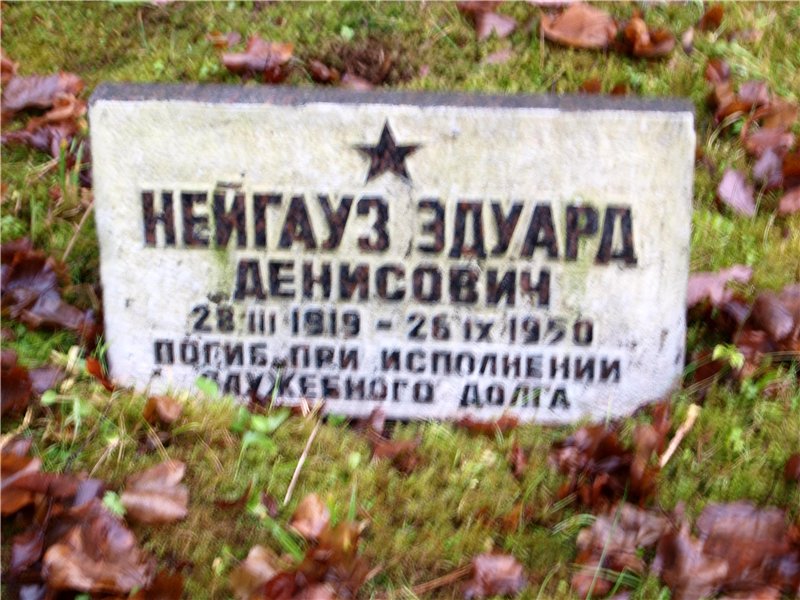 НЕЙГАУЗ ЭДУАРД
ДЕНИСОВИЧ
28 III 1919 - 26 IX 1950
ПОГИБ ПРИ ИСПОЛНЕНИИ
СЛУЖЕБНОГО ДОЛГА